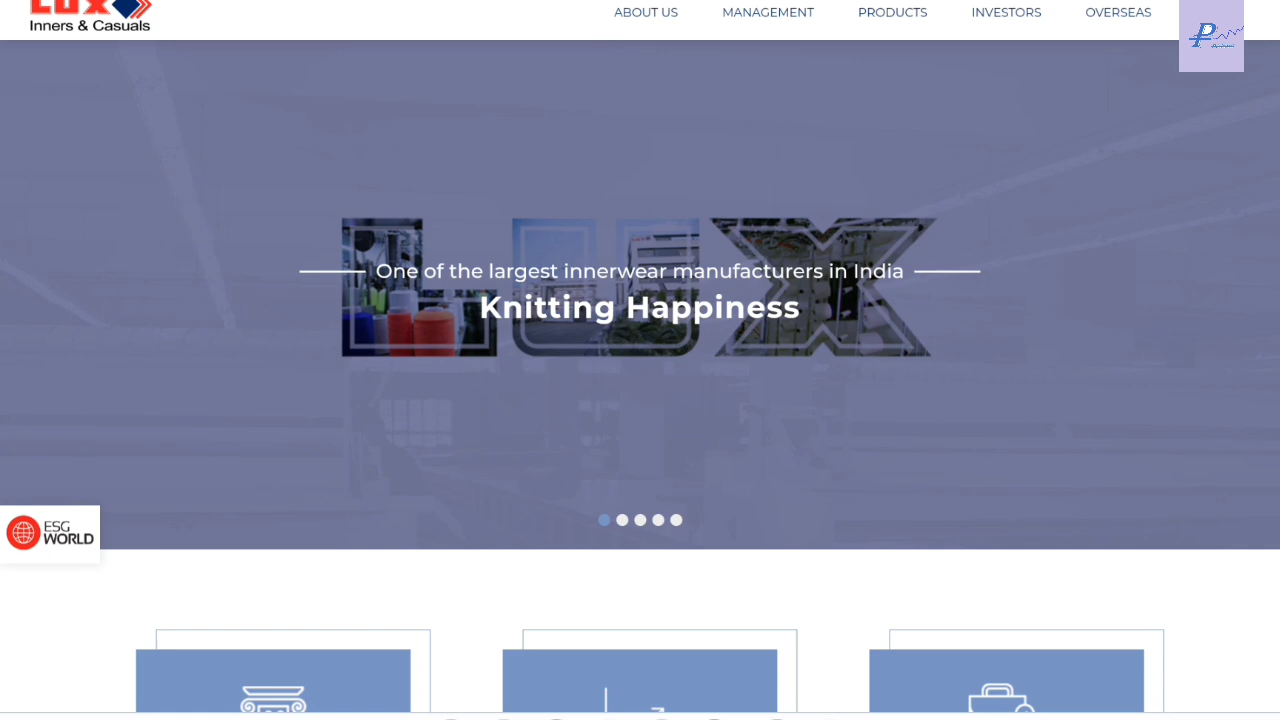 LUX
Inners & Casuals
ABOUT US
MANAGEMENT
PRODUCTS
INVESTORS
OVERSEAS
LUX
One of the largest innerwear manufacturers in India
Knitting Happiness
ESG
WORLD